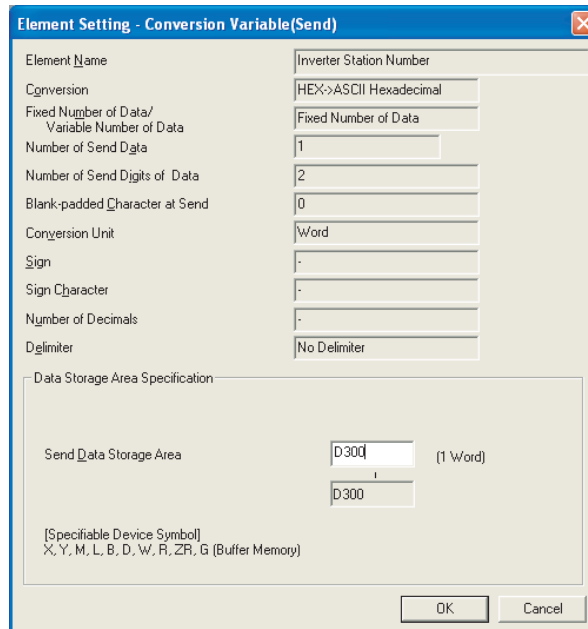 Element Setting - Conversion Variable(Send)
Element Name Inverter Station Number
Conversion HEX->ASCII Hexadecimal
Fixed Number of Data/
Variable Number of Data Fixed Number of Data
Number of Send Data 1
Number of Send Digits of Data 2
Blank-padded Character at Send 0
Conversion Unit Word
Sign -
Sign Character -
Number of Decimals -
Delimiter No Delimiter
Data Storage Area Specification
Send Data Storage Area D300 (1 Word)
D300
[Specifiable Device Symbol]
X, Y, M, L, B, D, W, R, ZR, G (Buffer Memory)
OK Cancel